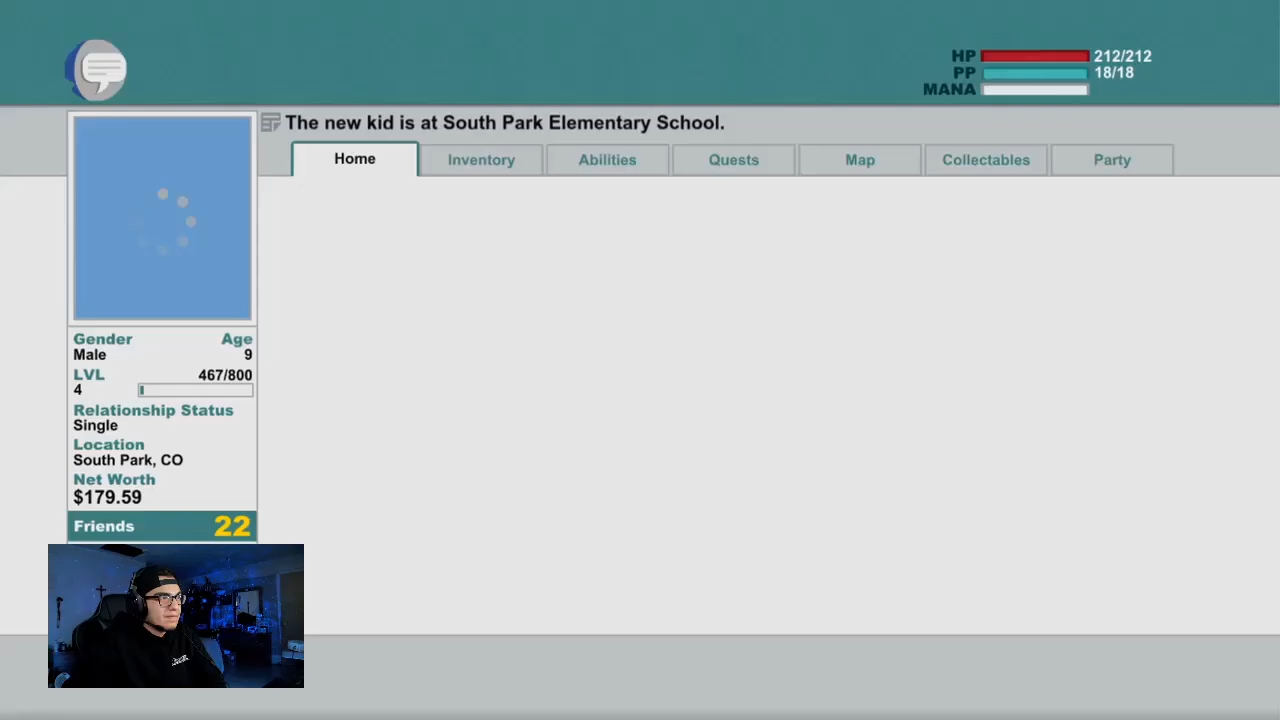 HP 212/212
PP 18/18
MANA
The new kid is at South Park Elementary School.
Home Inventory Abilities Quests Map Collectables Party
Gender Age
Male 9
LVL 467/800
4
Relationship Status
Single
Location
South Park, CO
Net Worth
$179.59
Friends 22